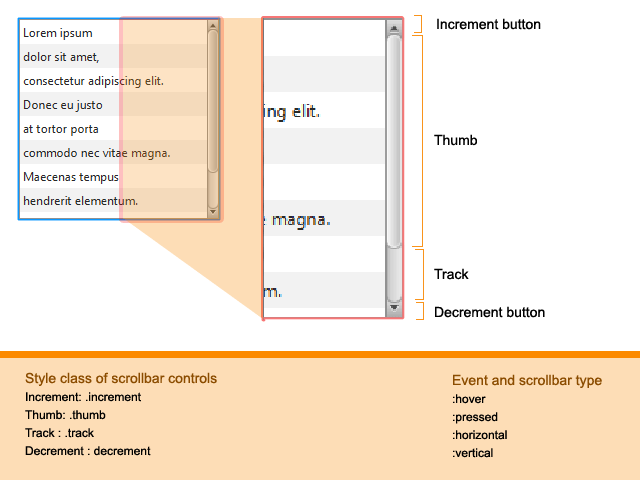 Lorem ipsum
dolor sit amet,
consectetur adipiscing elit.
Donec eu justo
at tortor porta
commodo nec vitae magna.
Maecenas tempus
hendrerit elementum.
ing elit.
magna.
m.
Increment button
Thumb
Track
Decrement button
Style class of scrollbar controls
Increment: .increment
Thumb: .thumb
Track : .track
Decrement : decrement
Event and scrollbar type
:hover
:pressed
:horizontal
:vertical